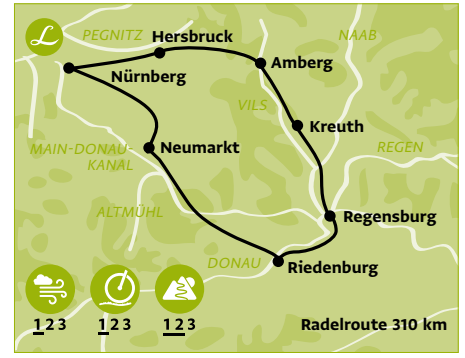 L
PEGNITZ
Hersbruck
NAAB
Amberg
Nürnberg
VILS
Kreuth
MAIN-DONAU-
KANAL
Neumarkt
REGEN
ALTMÜHL
Regensburg
DONAU
Riedenburg
1 2 3
1 2 3
1 2 3
Radelroute 310 km